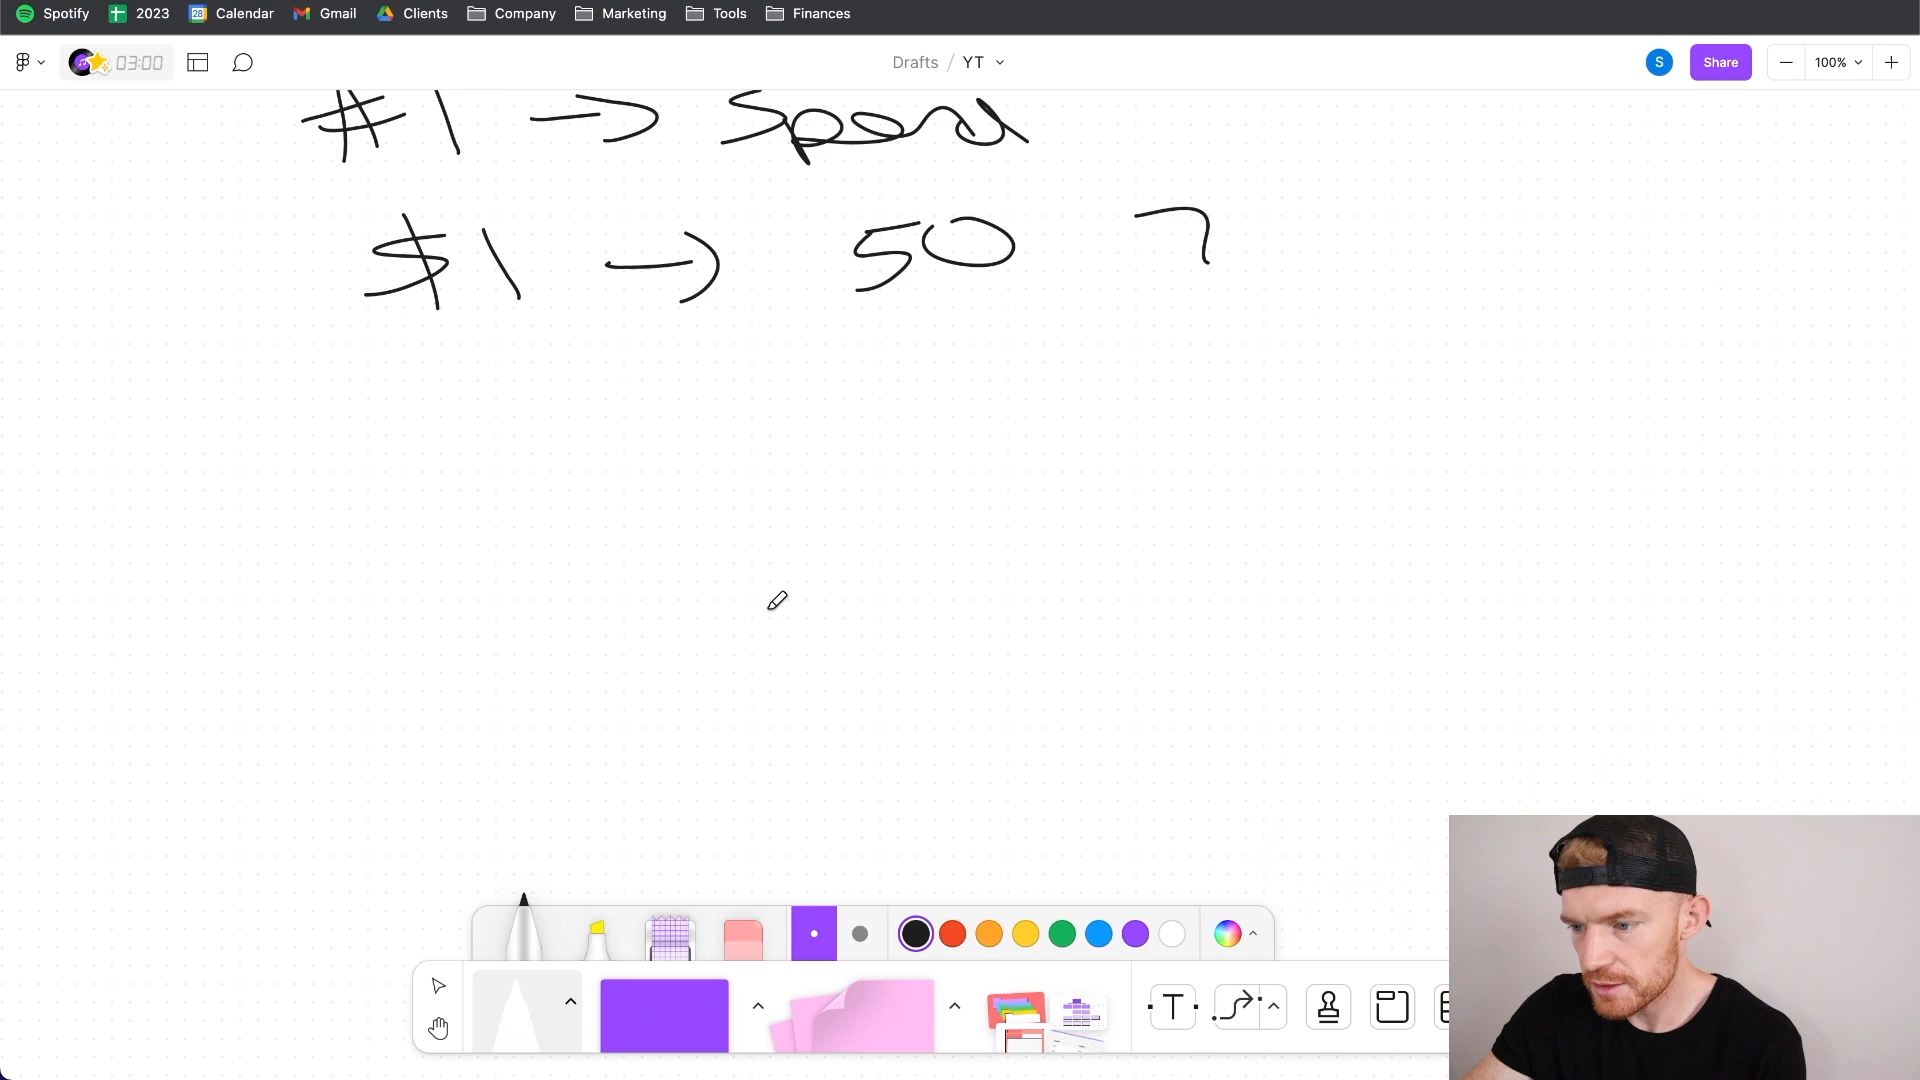 Spotify 2023 28 Calendar Gmail Clients Company Marketing Tools Finances
03:00 Drafts / YT S Share 100%
#1 → Spend
$1 → 50 ?
T